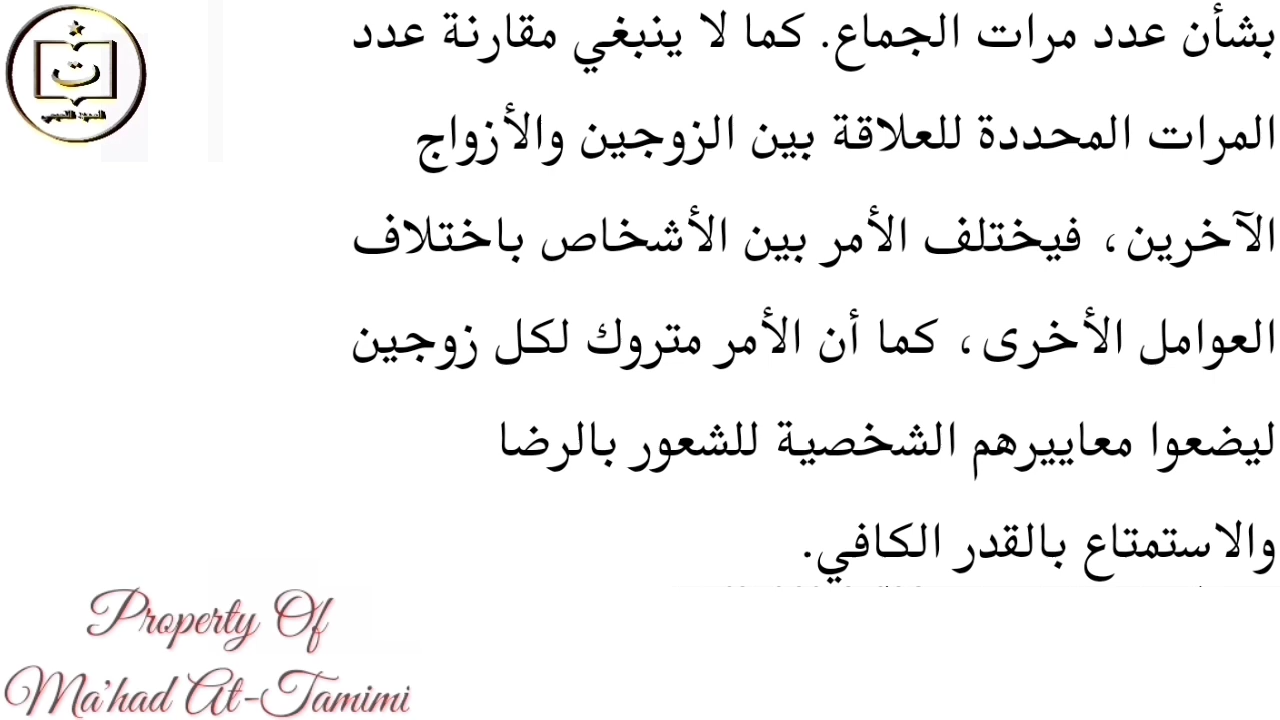 بشأن عدد مرات الجماع. كما لا ينبغي مقارنة عدد
المرات المحددة للعلاقة بين الزوجين والأزواج
الآخرين، فيختلف الأمر بين الأشخاص باختلاف
العوامل الأخرى، كما أن الأمر متروك لكل زوجين
ليضعوا معاييرهم الشخصية للشعور بالرضا
والاستمتاع بالقدر الكافي.
ت
Property Of
Ma'had At-Tamimi